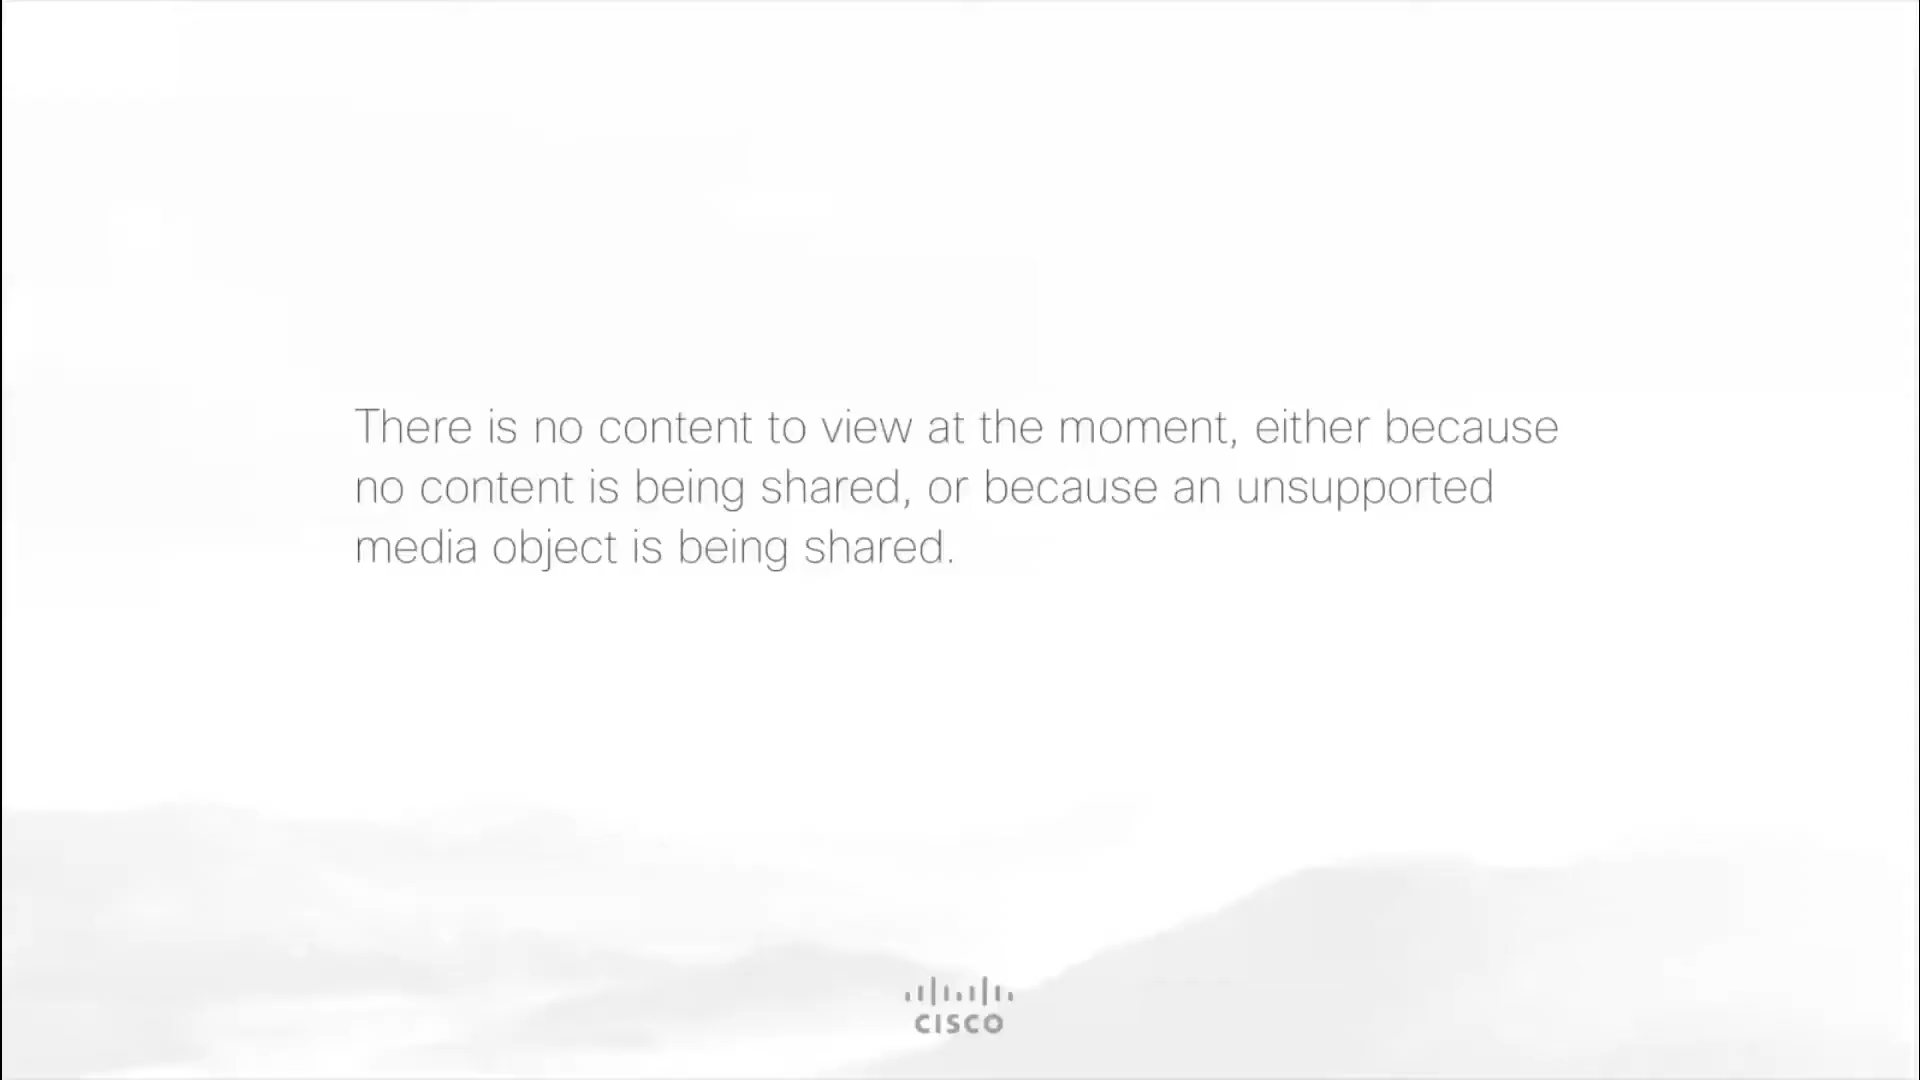 There is no content to view at the moment, either because
no content is being shared, or because an unsupported
media object is being shared.
CISCO